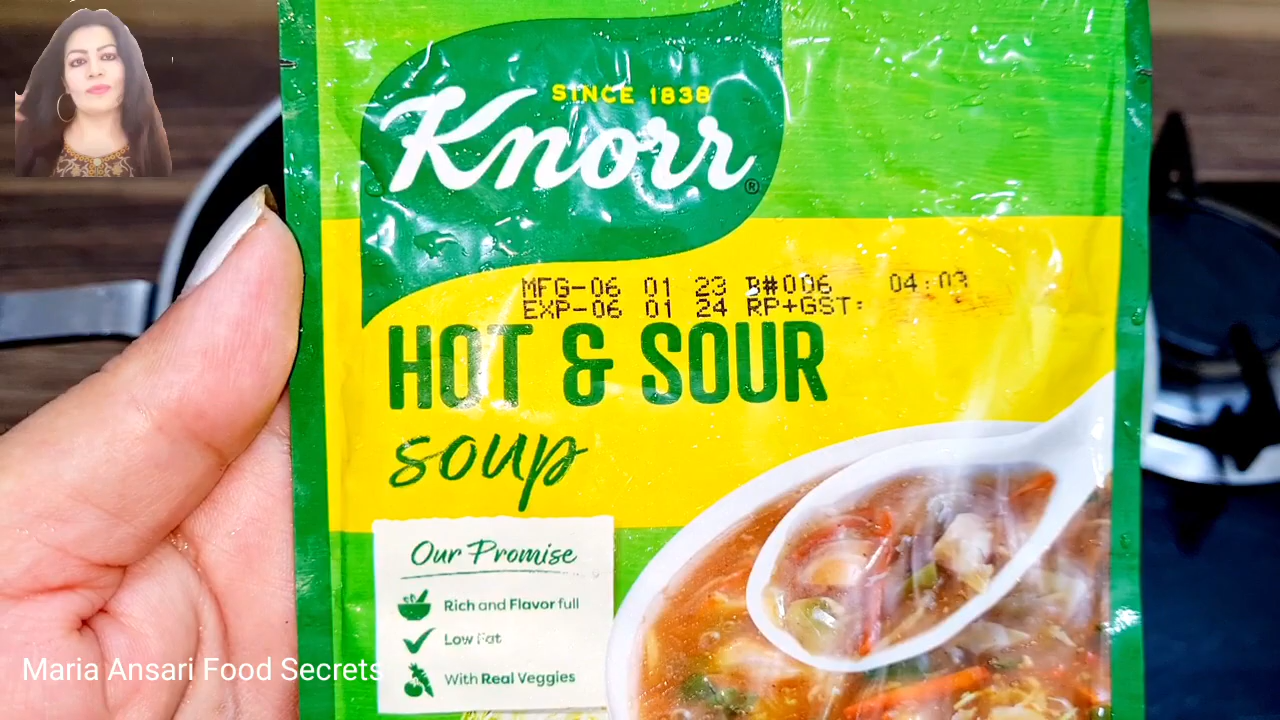 SINCE 1838
Knorr®
MFG-06 01 23 B#006 04:03
EXP-06 01 24 RP+GST:
HOT & SOUR
soup
Our Promise
Rich and Flavor full
Low Fat
With Real Veggies
Maria Ansari Food Secrets